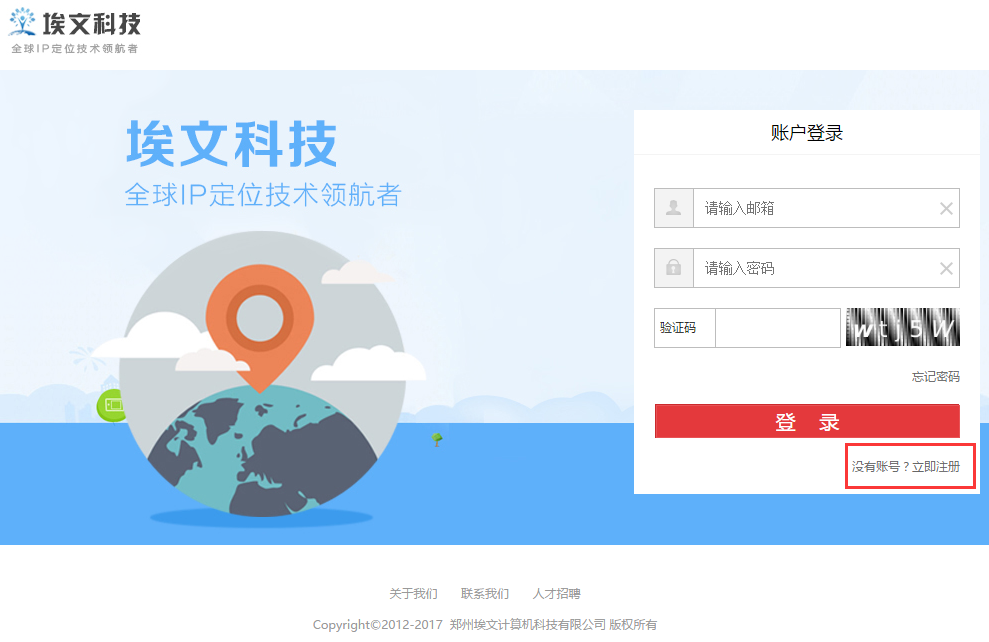 埃文科技
全球IP定位技术领航者
埃文科技
全球IP定位技术领航者
账户登录
请输入邮箱
请输入密码
验证码
wtj5W
忘记密码
登 录
没有账号？立即注册
关于我们 联系我们 人才招聘
Copyright©2012-2017 郑州埃文计算机科技有限公司 版权所有